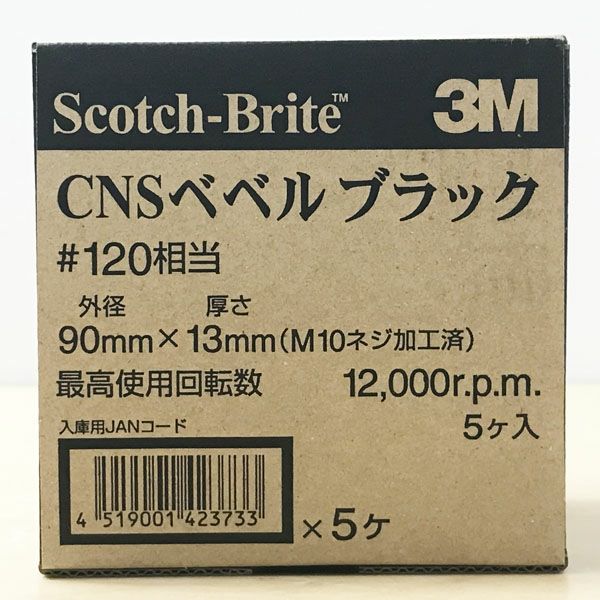 Scotch-Brite™ 3M
CNSベベル ブラック
#120相当
外径 厚さ
90mm×13mm(M10ネジ加工済)
最高使用回転数 12,000r.p.m.
入庫用JANコード 5ケ入
4 519001 423733 ×5ケ